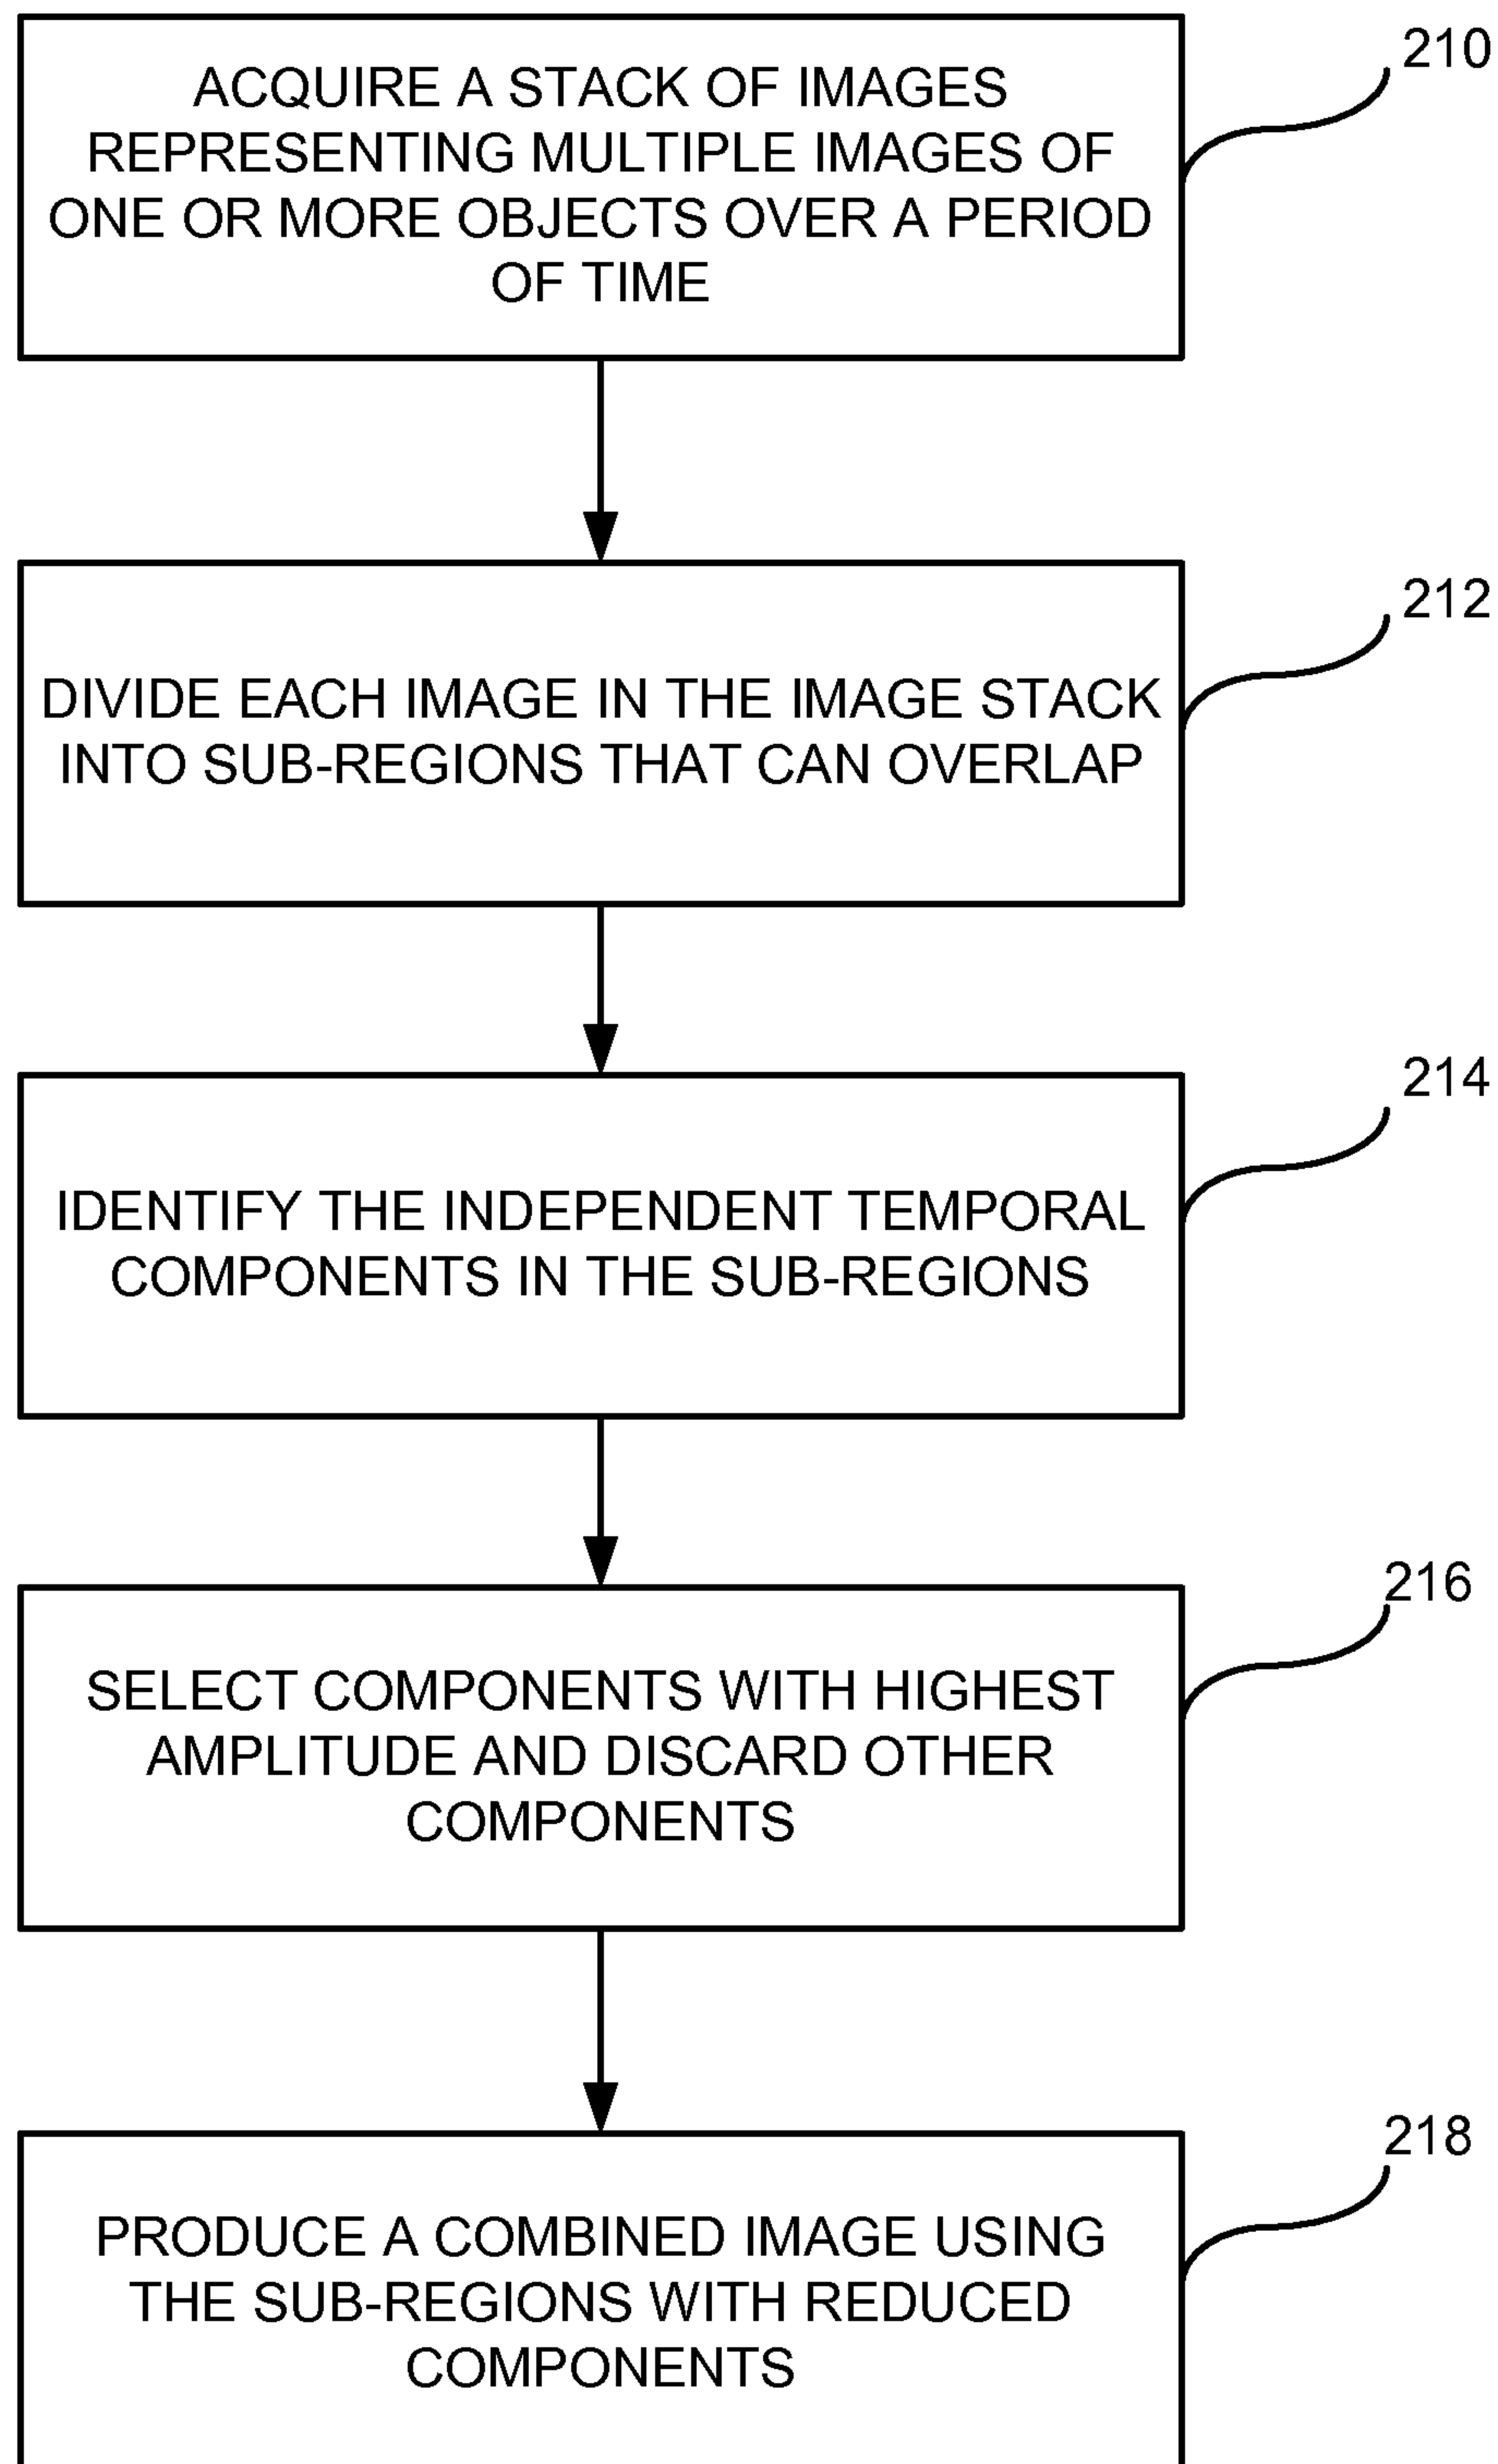 210
ACQUIRE A STACK OF IMAGES
REPRESENTING MULTIPLE IMAGES OF
ONE OR MORE OBJECTS OVER A PERIOD
OF TIME
212
DIVIDE EACH IMAGE IN THE IMAGE STACK
INTO SUB-REGIONS THAT CAN OVERLAP
214
IDENTIFY THE INDEPENDENT TEMPORAL
COMPONENTS IN THE SUB-REGIONS
216
SELECT COMPONENTS WITH HIGHEST
AMPLITUDE AND DISCARD OTHER
COMPONENTS
218
PRODUCE A COMBINED IMAGE USING
THE SUB-REGIONS WITH REDUCED
COMPONENTS